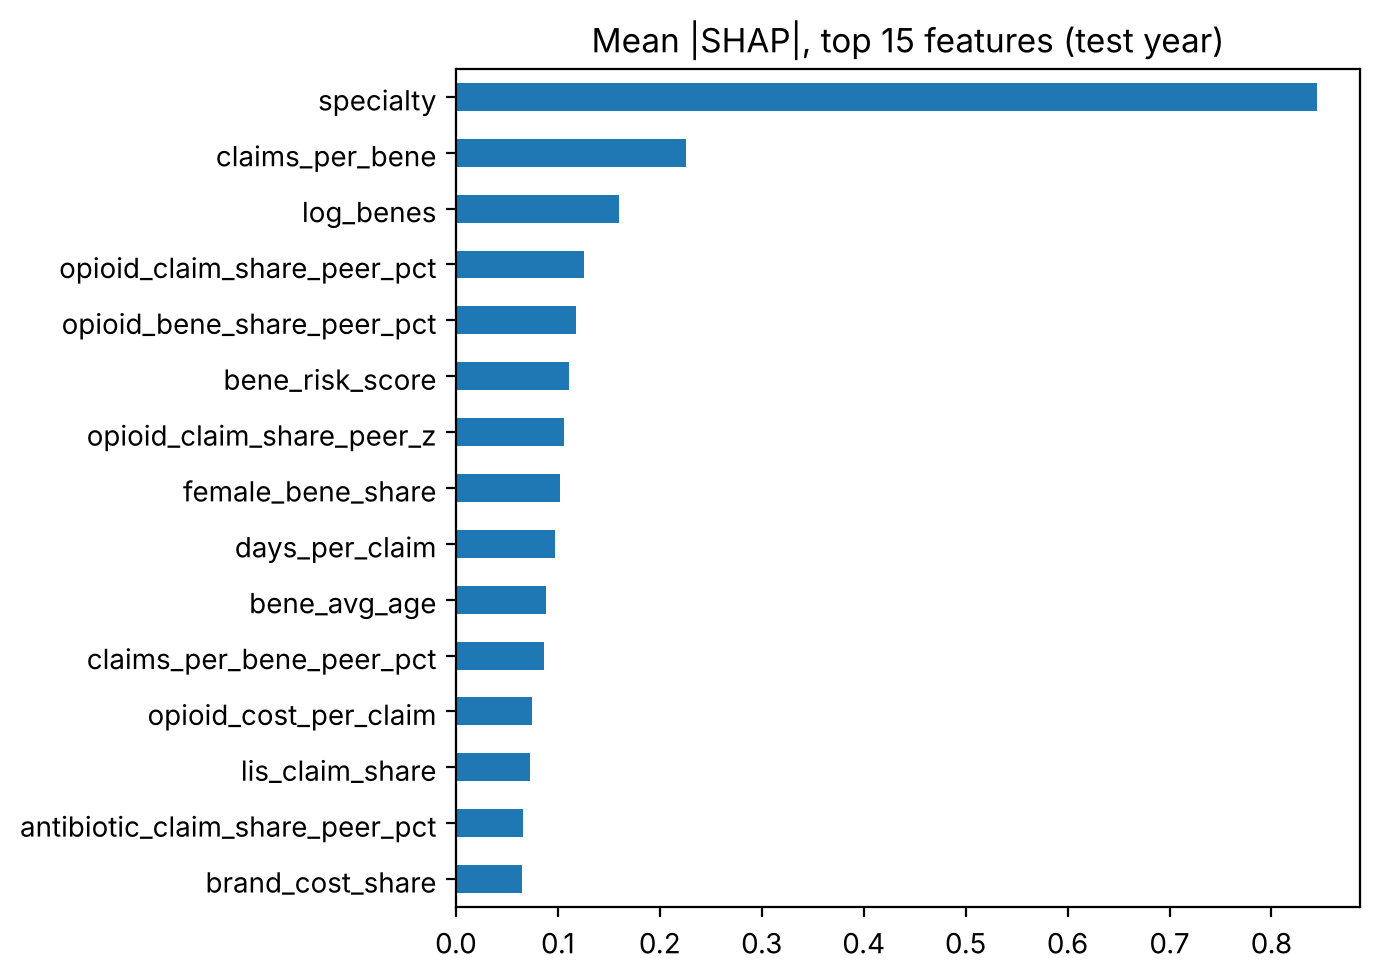 Mean |SHAP|, top 15 features (test year)
specialty
claims_per_bene
log_benes
opioid_claim_share_peer_pct
opioid_bene_share_peer_pct
bene_risk_score
opioid_claim_share_peer_z
female_bene_share
days_per_claim
bene_avg_age
claims_per_bene_peer_pct
opioid_cost_per_claim
lis_claim_share
antibiotic_claim_share_peer_pct
brand_cost_share
0.0 0.1 0.2 0.3 0.4 0.5 0.6 0.7 0.8